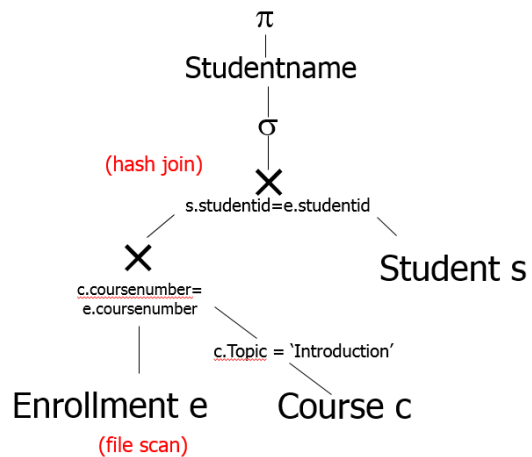 π
Studentname
σ
(hash join)
s.studentid=e.studentid
Student s
c.coursenumber=
e.coursenumber
c.Topic = ‘Introduction’
Enrollment e
Course c
(file scan)